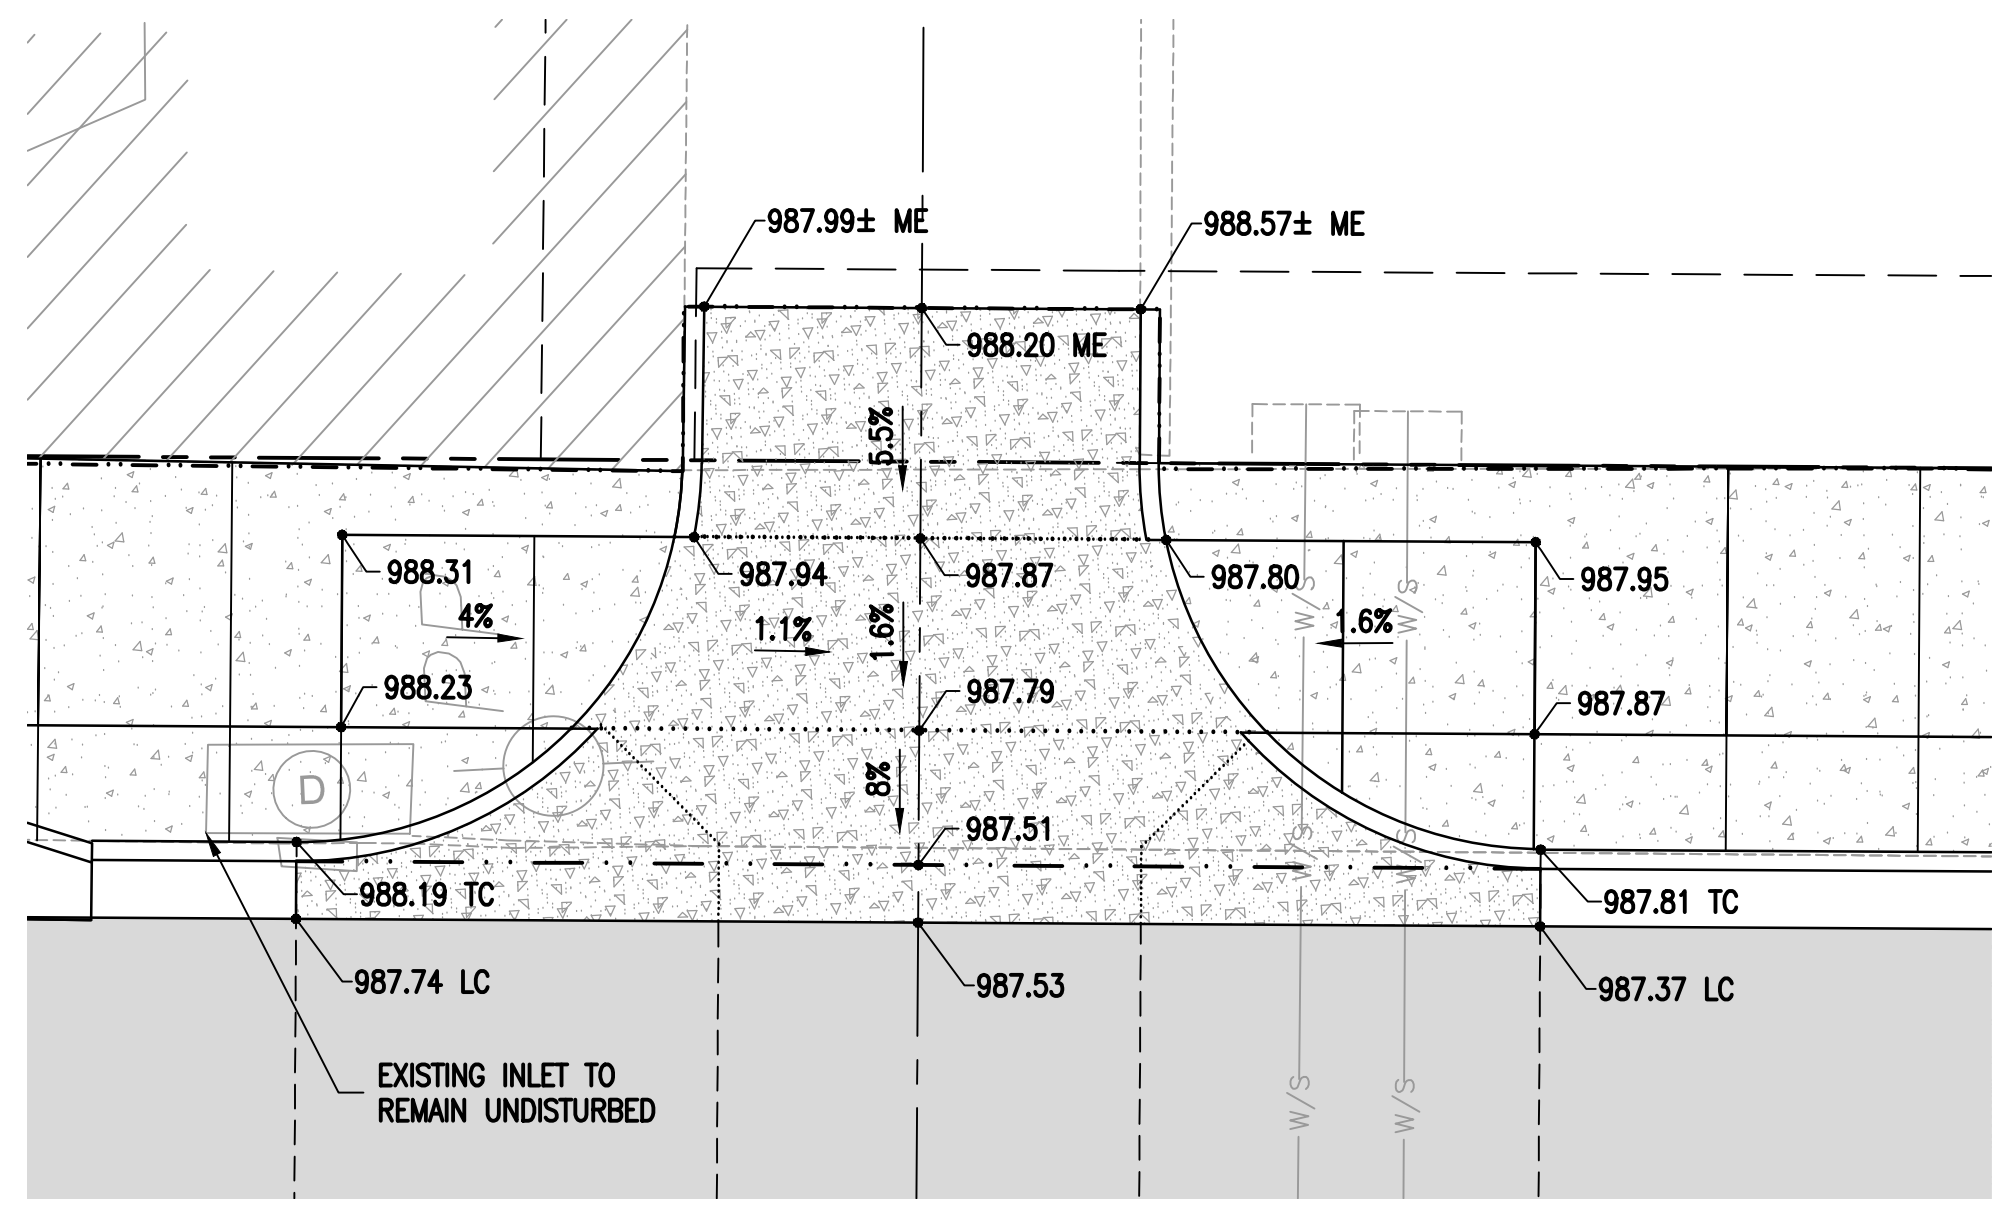 987.99± ME
988.57± ME
988.20 ME
5.5%
988.31
987.94
987.87
987.80
987.95
4%
1.1%
1.6%
1.6%
W/S
W/S
988.23
987.79
987.87
D
8%
987.51
W/S
W/S
988.19 TC
987.81 TC
987.74 LC
987.53
987.37 LC
EXISTING INLET TO
REMAIN UNDISTURBED
W/S
W/S